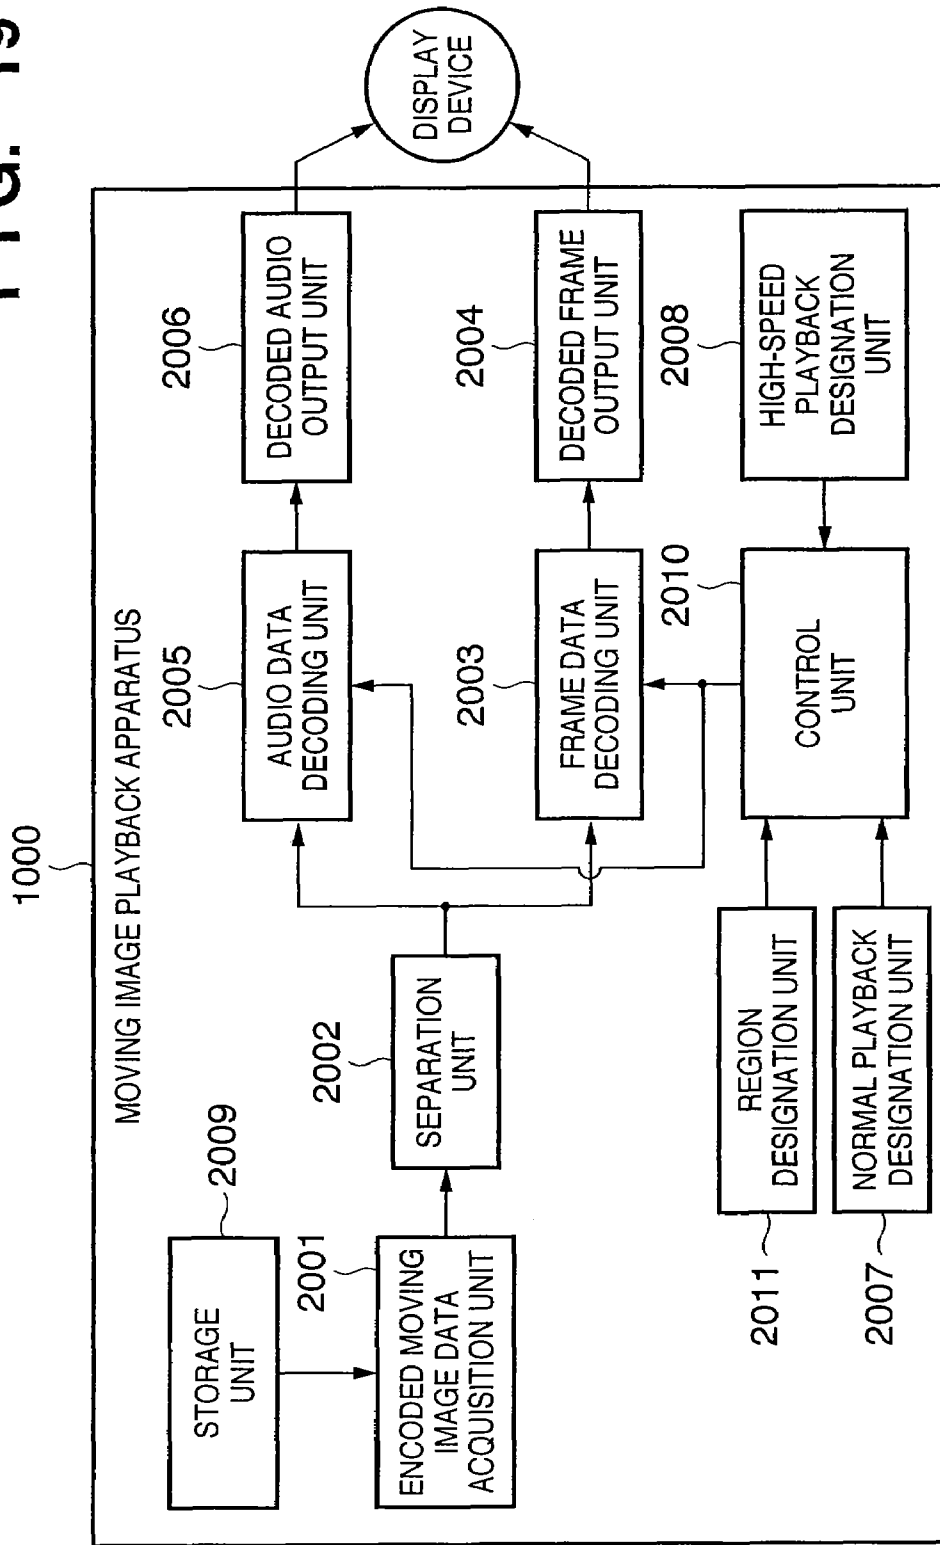 FIG. 19
1000
MOVING IMAGE PLAYBACK APPARATUS
2009
STORAGE
UNIT
2001
ENCODED MOVING
IMAGE DATA
ACQUISITION UNIT
2002
SEPARATION
UNIT
2005
AUDIO DATA
DECODING UNIT
2006
DECODED AUDIO
OUTPUT UNIT
DISPLAY
DEVICE
2003
FRAME DATA
DECODING UNIT
2004
DECODED FRAME
OUTPUT UNIT
2011
REGION
DESIGNATION UNIT
2007
NORMAL PLAYBACK
DESIGNATION UNIT
2010
CONTROL
UNIT
2008
HIGH-SPEED
PLAYBACK
DESIGNATION
UNIT